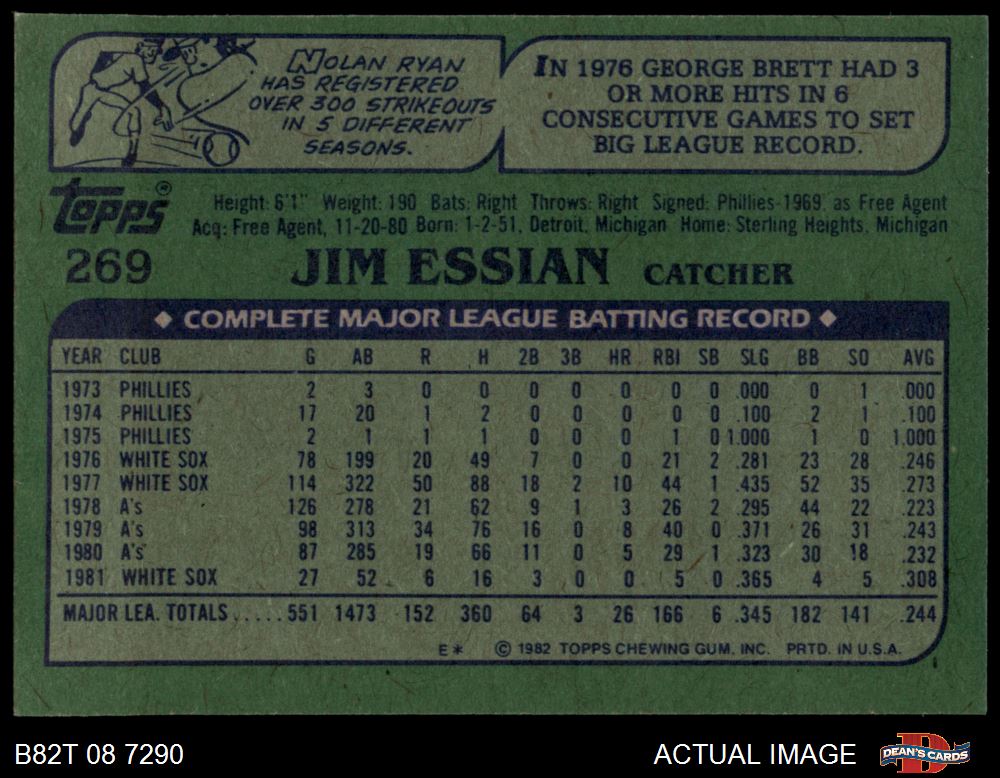 NOLAN RYAN
HAS REGISTERED
OVER 300 STRIKEOUTS
IN 5 DIFFERENT
SEASONS.
IN 1976 GEORGE BRETT HAD 3
OR MORE HITS IN 6
CONSECUTIVE GAMES TO SET
BIG LEAGUE RECORD.
Topps®
Height: 6'1" Weight: 190 Bats: Right Throws: Right Signed: Phillies-1969, as Free Agent
Acq: Free Agent, 11-20-80 Born: 1-2-51, Detroit, Michigan Home: Sterling Heights, Michigan
269 JIM ESSIAN CATCHER
◆ COMPLETE MAJOR LEAGUE BATTING RECORD ◆
YEAR CLUB G AB R H 2B 3B HR RBI SB SLG BB SO AVG
1973 PHILLIES 2 3 0 0 0 0 0 0 0 .000 0 1 .000
1974 PHILLIES 17 20 1 2 0 0 0 0 0 .100 2 1 .100
1975 PHILLIES 2 1 1 1 0 0 0 1 0 1.000 1 0 1.000
1976 WHITE SOX 78 199 20 49 7 0 0 21 2 .281 23 28 .246
1977 WHITE SOX 114 322 50 88 18 2 10 44 1 .435 52 35 .273
1978 A's 126 278 21 62 9 1 3 26 2 .295 44 22 .223
1979 A's 98 313 34 76 16 0 8 40 0 .371 26 31 .243
1980 A's 87 285 19 66 11 0 5 29 1 .323 30 18 .232
1981 WHITE SOX 27 52 6 16 3 0 0 5 0 .365 4 5 .308
MAJOR LEA. TOTALS ..... 551 1473 152 360 64 3 26 166 6 .345 182 141 .244
E* © 1982 TOPPS CHEWING GUM, INC. PRTD. IN U.S.A.
B82T 08 7290 ACTUAL IMAGE D DEAN'S CARDS